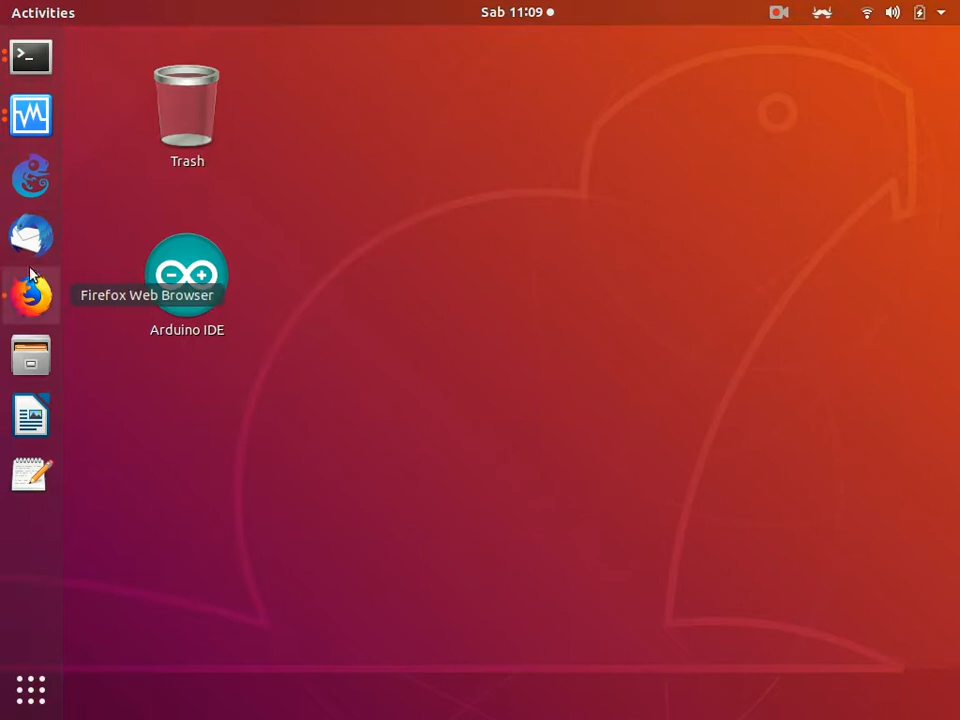 Activities
Sab 11:09
Trash
Firefox Web Browser
Arduino IDE